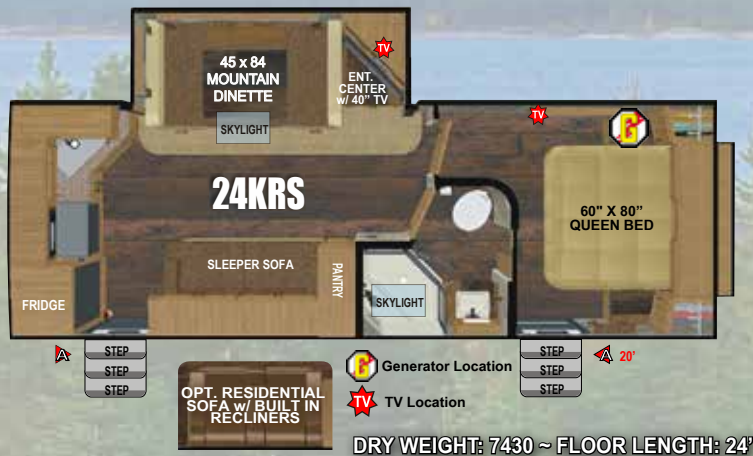 45 x 84
MOUNTAIN
DINETTE
SKYLIGHT
TV
ENT.
CENTER
w/ 40" TV
TV
G
24KRS
60" X 80"
QUEEN BED
SLEEPER SOFA
PANTRY
SKYLIGHT
FRIDGE
A
STEP
STEP
STEP
STEP
STEP
STEP
A 20'
OPT. RESIDENTIAL
SOFA w/ BUILT IN
RECLINERS
G Generator Location
TV TV Location
DRY WEIGHT: 7430 ~ FLOOR LENGTH: 24'